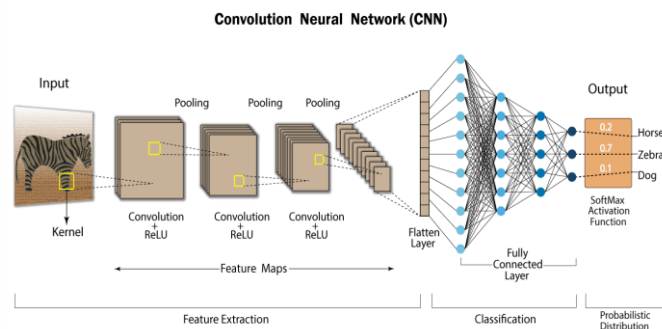 Convolution Neural Network (CNN)
Input
Pooling
Pooling
Pooling
Output
0.2
Horse
0.7
Zebra
0.1
Dog
SoftMax
Activation
Function
Kernel
Convolution
+
ReLU
Convolution
+
ReLU
Convolution
+
ReLU
Flatten
Layer
Fully
Connected
Layer
Feature Maps
Feature Extraction
Classification
Probabilistic
Distribution